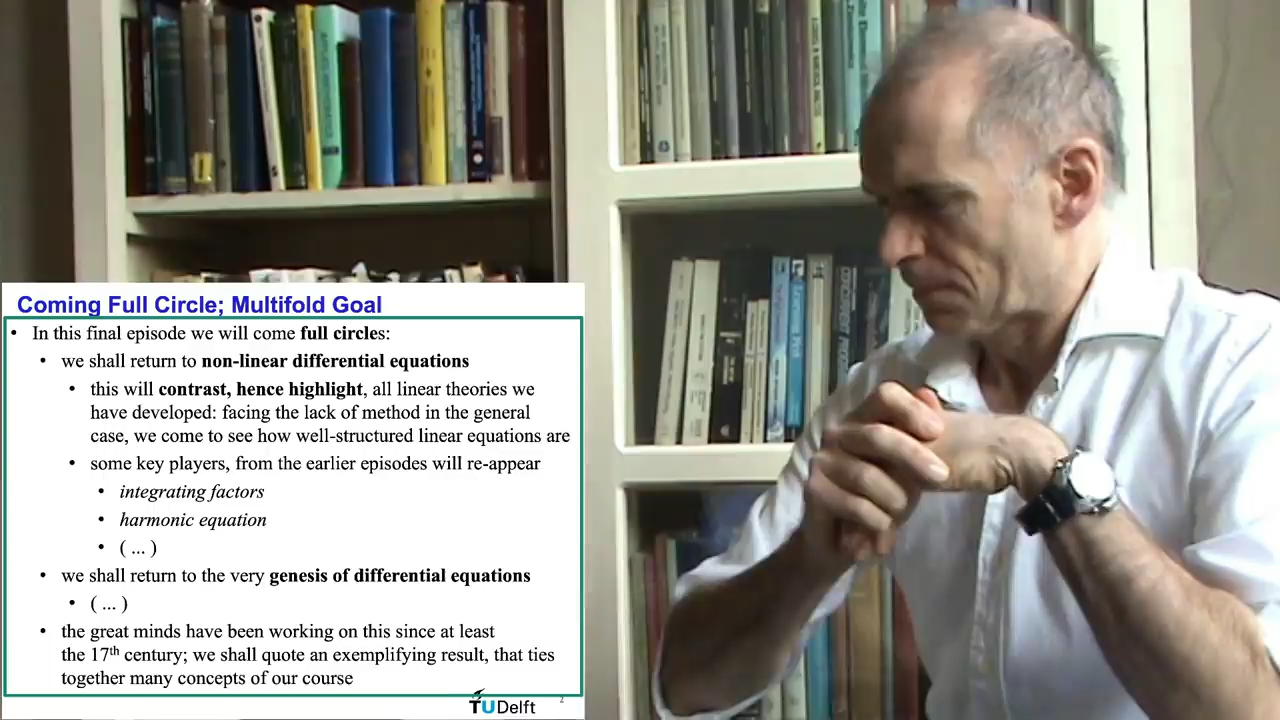 Coming Full Circle; Multifold Goal
• In this final episode we will come full circles:
• we shall return to non-linear differential equations
• this will contrast, hence highlight, all linear theories we
have developed: facing the lack of method in the general
case, we come to see how well-structured linear equations are
• some key players, from the earlier episodes will re-appear
• integrating factors
• harmonic equation
• ( ... )
• we shall return to the very genesis of differential equations
• ( ... )
• the great minds have been working on this since at least
the 17th century; we shall quote an exemplifying result, that ties
together many concepts of our course
TUDelft
2